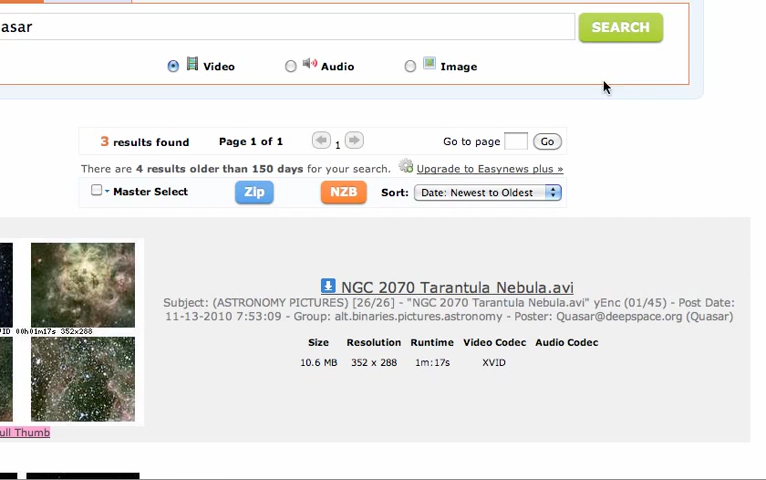 asar
SEARCH
Video Audio Image
3 results found Page 1 of 1 1 Go to page Go
There are 4 results older than 150 days for your search. Upgrade to Easynews plus »
Master Select Zip NZB Sort: Date: Newest to Oldest
NGC 2070 Tarantula Nebula.avi
Subject: (ASTRONOMY PICTURES) [26/26] - "NGC 2070 Tarantula Nebula.avi" yEnc (01/45) - Post Date:
11-13-2010 7:53:09 - Group: alt.binaries.pictures.astronomy - Poster: Quasar@deepspace.org (Quasar)
VID 00h01m17s 352x288
Size Resolution Runtime Video Codec Audio Codec
10.6 MB 352 x 288 1m:17s XVID
ull Thumb